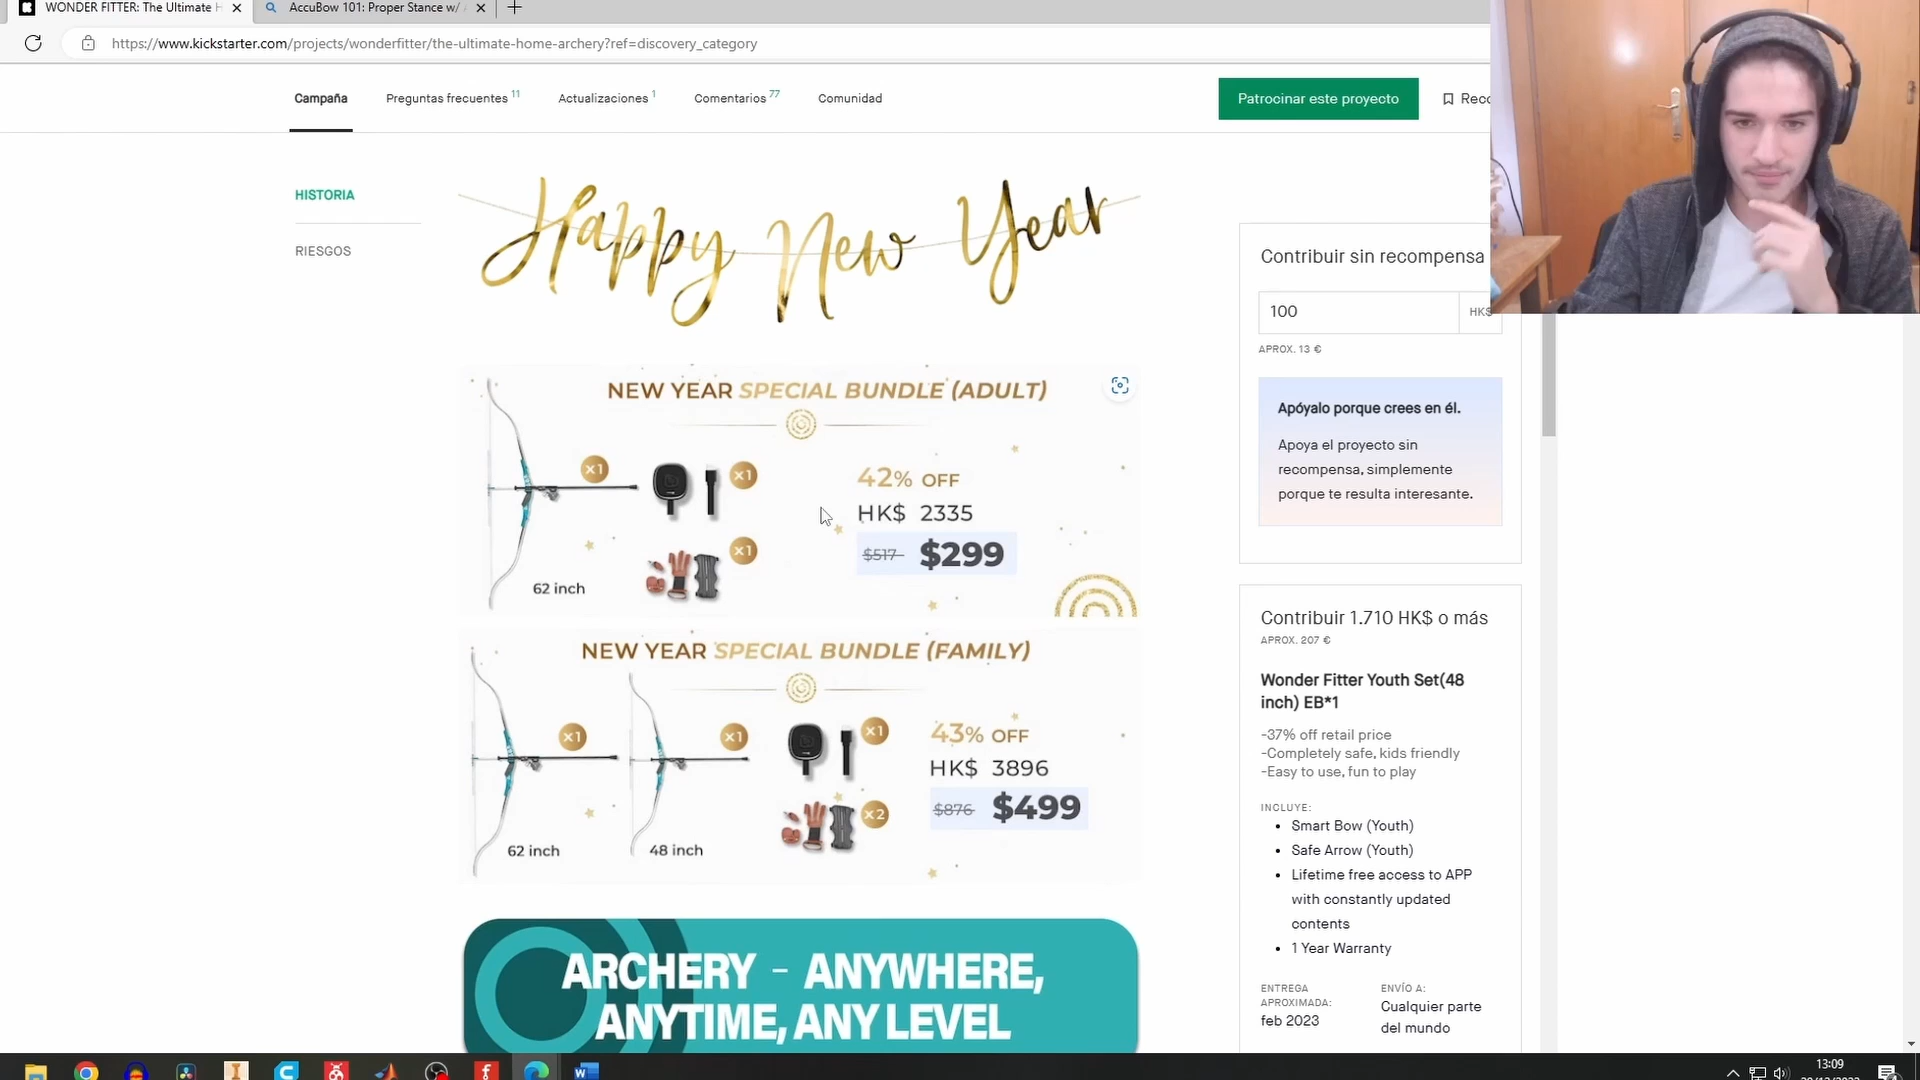 WONDER FITTER: The Ultimate H
AccuBow 101: Proper Stance w/
https://www.kickstarter.com/projects/wonderfitter/the-ultimate-home-archery?ref=discovery_category
Campaña
Preguntas frecuentes 11
Actualizaciones 1
Comentarios 77
Comunidad
Patrocinar este proyecto
Reco
HISTORIA
RIESGOS
Happy New Year
NEW YEAR SPECIAL BUNDLE (ADULT)
x1
x1
x1
62 inch
42% OFF
HK$ 2335
$517 $299
NEW YEAR SPECIAL BUNDLE (FAMILY)
x1
x1
x1
x2
62 inch
48 inch
43% OFF
HK$ 3896
$876 $499
ARCHERY - ANYWHERE,
ANYTIME, ANY LEVEL
Contribuir sin recompensa
100
HK$
APROX. 13 €
Apóyalo porque crees en él.
Apoya el proyecto sin
recompensa, simplemente
porque te resulta interesante.
Contribuir 1.710 HK$ o más
APROX. 207 €
Wonder Fitter Youth Set(48
inch) EB*1
-37% off retail price
-Completely safe, kids friendly
-Easy to use, fun to play
INCLUYE:
Smart Bow (Youth)
Safe Arrow (Youth)
Lifetime free access to APP
with constantly updated
contents
1 Year Warranty
ENTREGA
APROXIMADA:
feb 2023
ENVÍO A:
Cualquier parte
del mundo
13:09